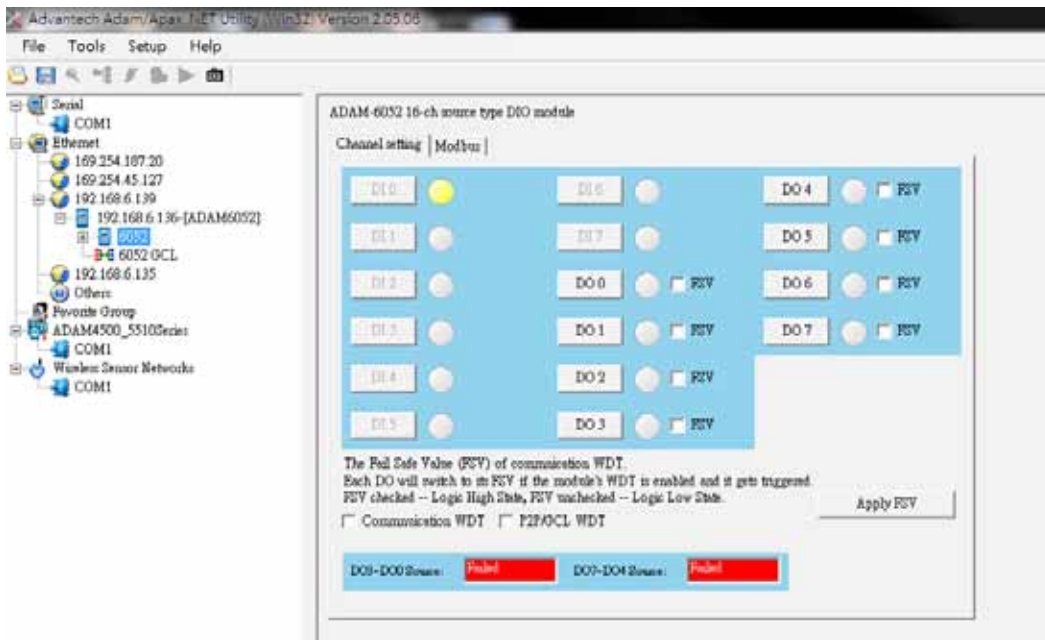 Advantech Adam/Apax .NET Utility (Win32) Version 2.05.06
File Tools Setup Help
Serial
COM1
Ethernet
169.254.187.20
169.254.45.127
192.168.6.139
192.168.6.136-[ADAM6052]
6052
6052 GCL
192.168.6.135
Others
Favorite Group
ADAM4500_5510Series
COM1
Wireless Sensor Networks
COM1
ADAM-6052 16-ch source type DIO module
Channel setting Modbus
DI 0 DI 6 DO 4 FSV
DI 1 DI 7 DO 5 FSV
DI 2 DO 0 FSV DO 6 FSV
DI 3 DO 1 FSV DO 7 FSV
DI 4 DO 2 FSV
DI 5 DO 3 FSV
The Fail Safe Value (FSV) of commnication WDT.
Each DO will switch to its FSV if the module's WDT is enabled and it gets triggered.
FSV checked -- Logic High State, FSV unchecked -- Logic Low State.
Apply FSV
Communication WDT P2P/GCL WDT
DO3~DO0 Source: Failed DO7~DO4 Source: Failed